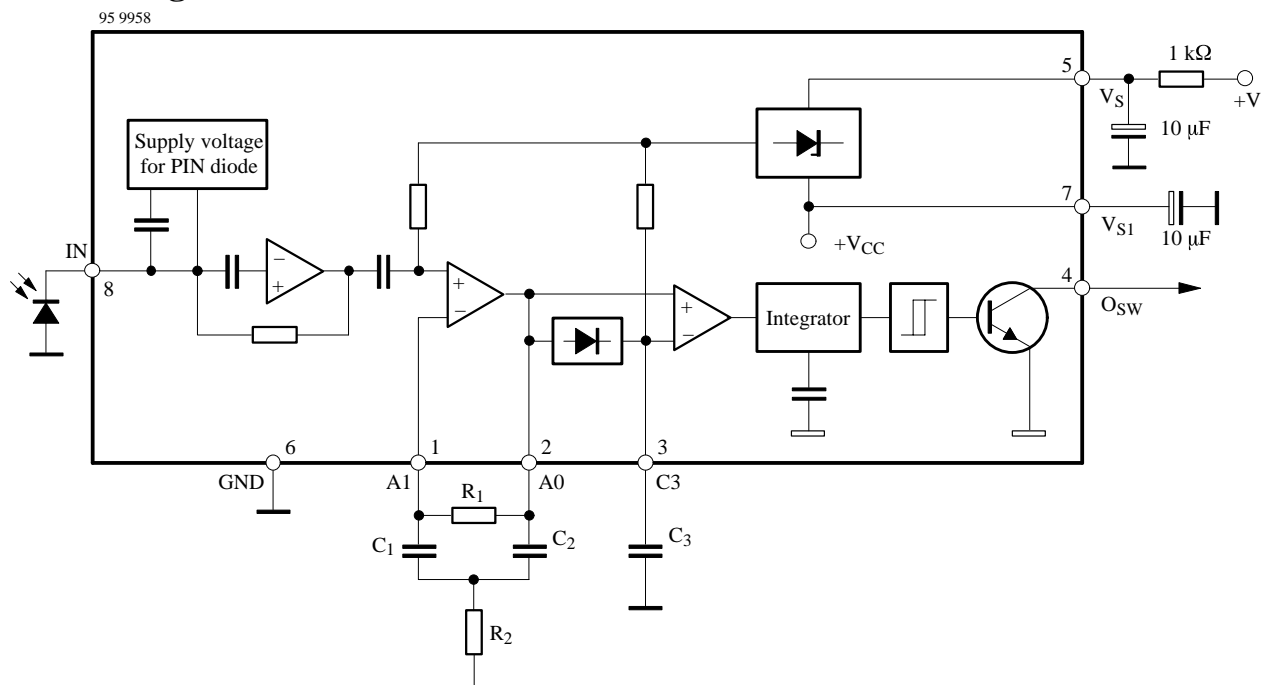 95 9958
1 kΩ
5
V_S
+V
10 μF
Supply voltage
for PIN diode
7
V_S1
10 μF
+V_CC
IN
8
−
+
+
−
+
−
4
O_SW
Integrator
6
1
2
3
GND
A1
A0
C3
R_1
C_1
C_2
C_3
R_2